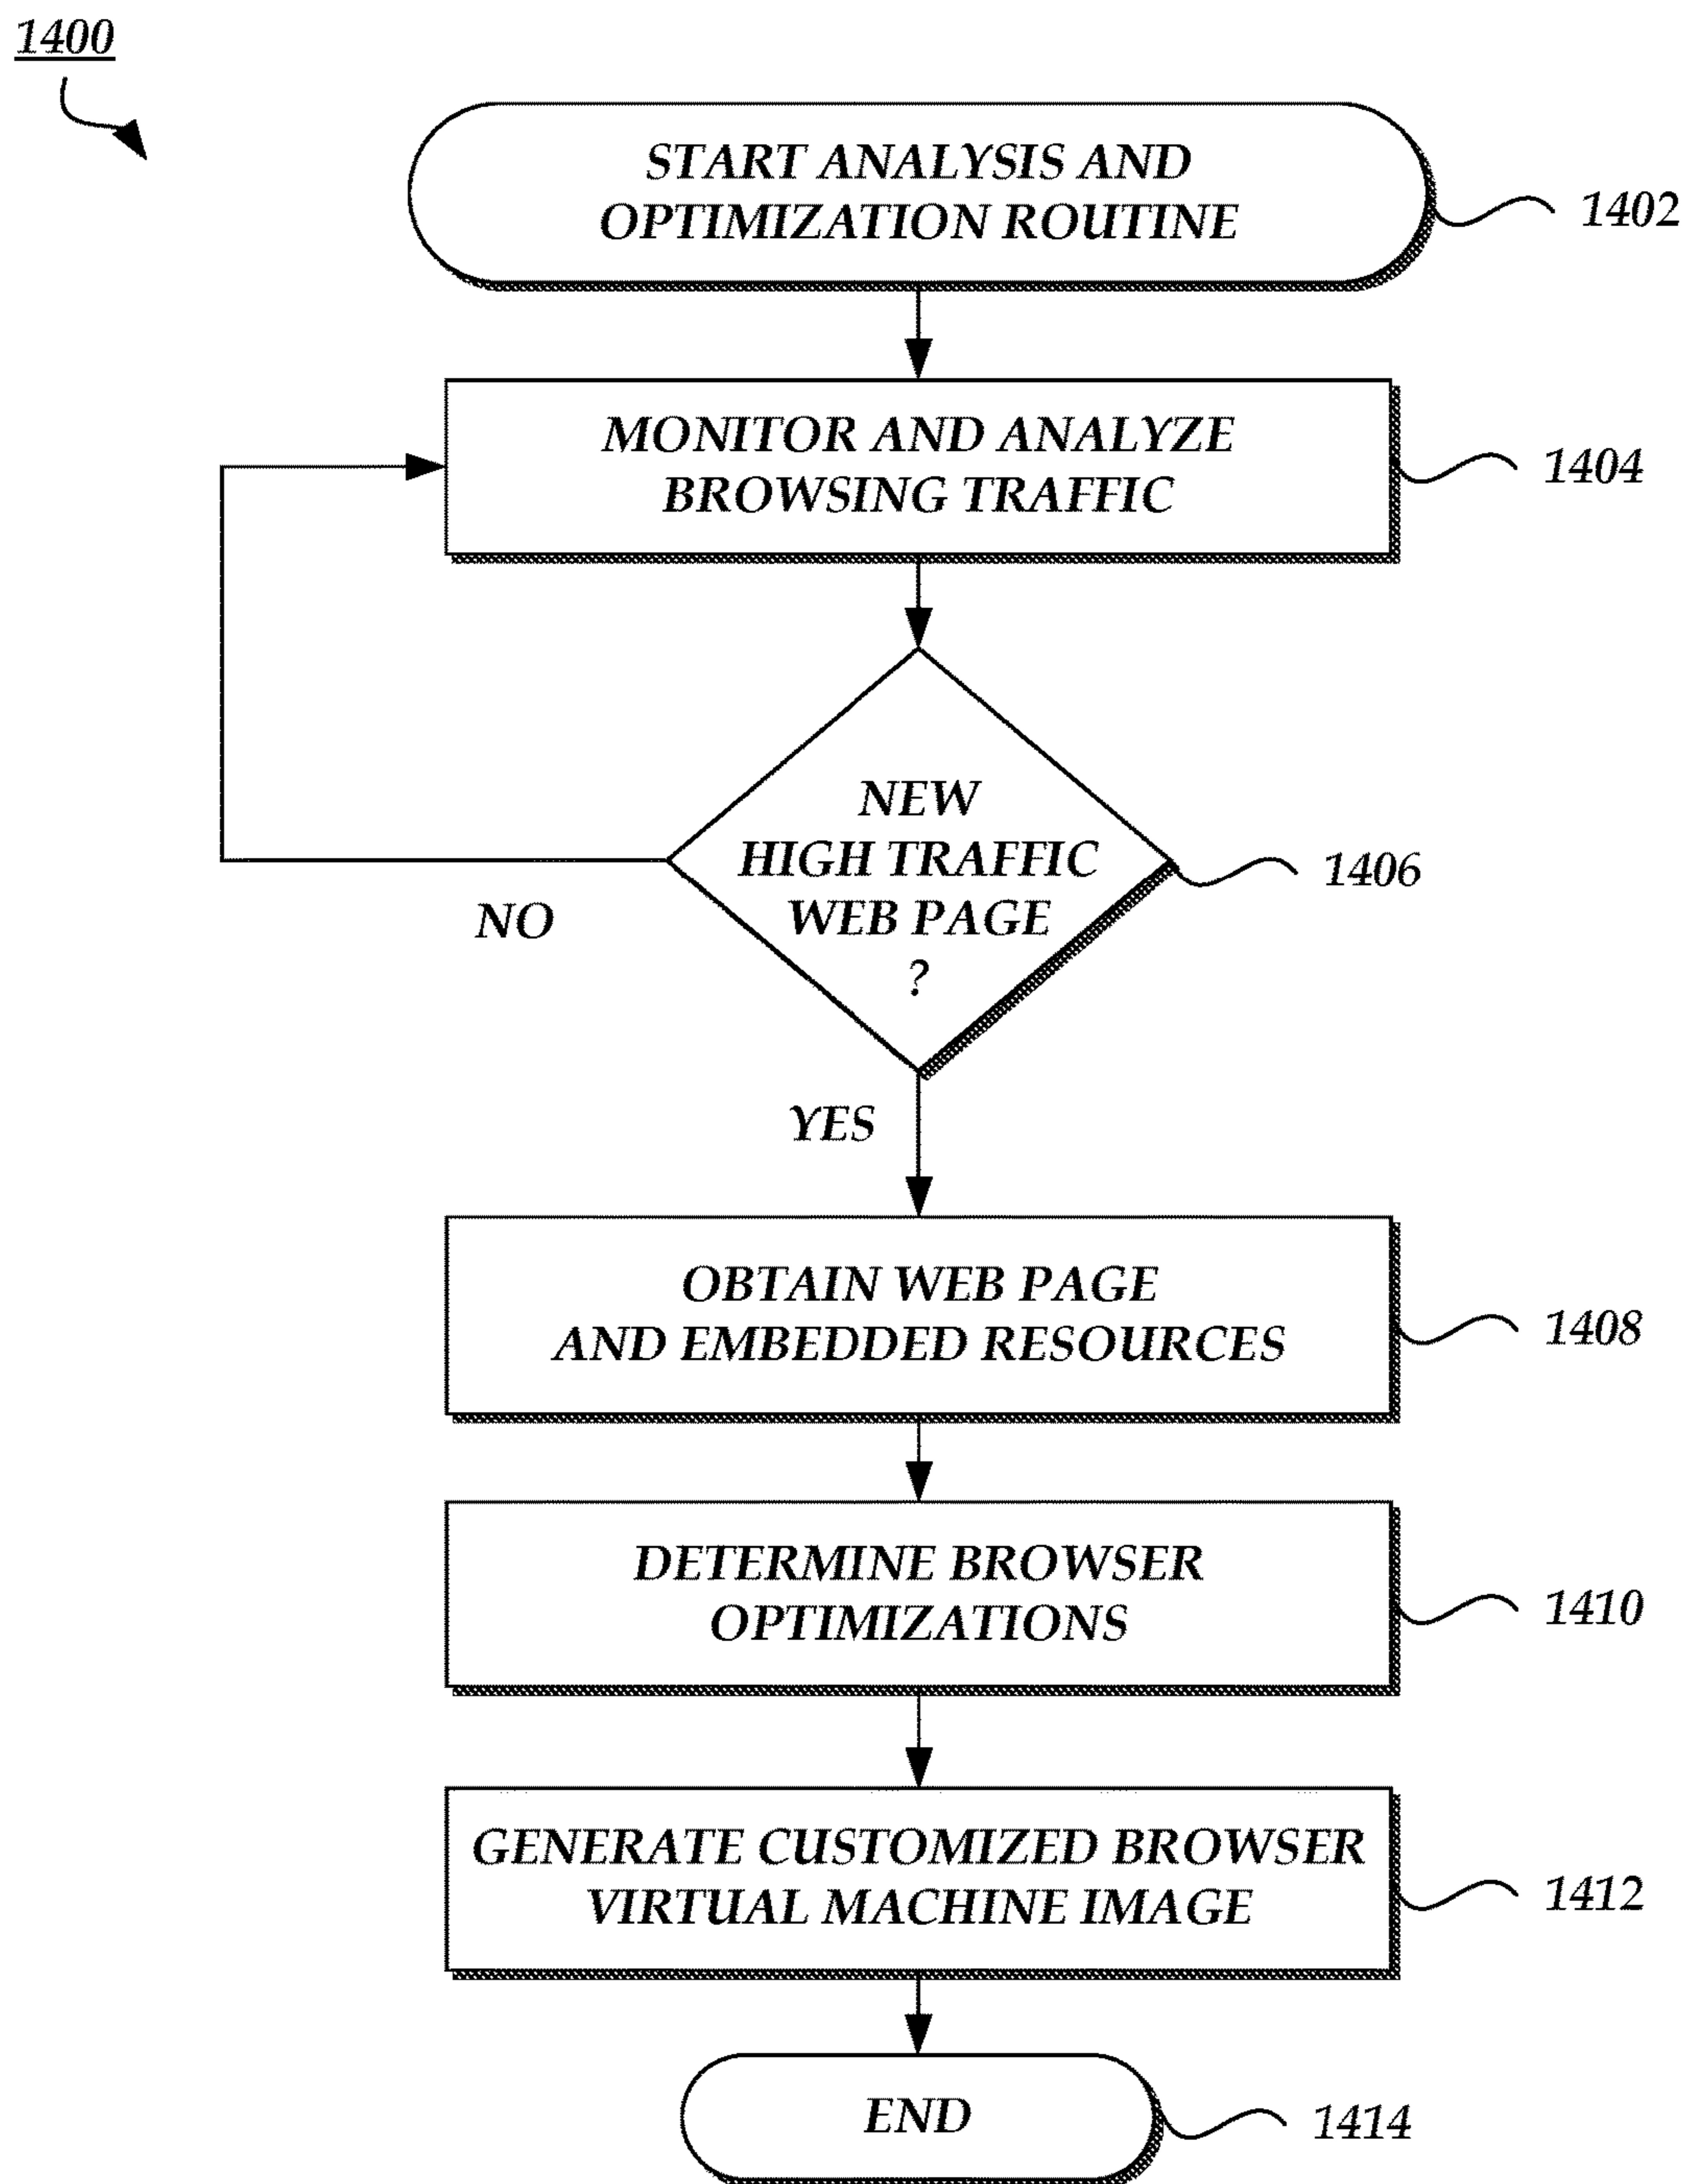 1400
START ANALYSIS AND
OPTIMIZATION ROUTINE
1402
MONITOR AND ANALYZE
BROWSING TRAFFIC
1404
NEW
HIGH TRAFFIC
WEB PAGE
?
1406
NO
YES
OBTAIN WEB PAGE
AND EMBEDDED RESOURCES
1408
DETERMINE BROWSER
OPTIMIZATIONS
1410
GENERATE CUSTOMIZED BROWSER
VIRTUAL MACHINE IMAGE
1412
END
1414